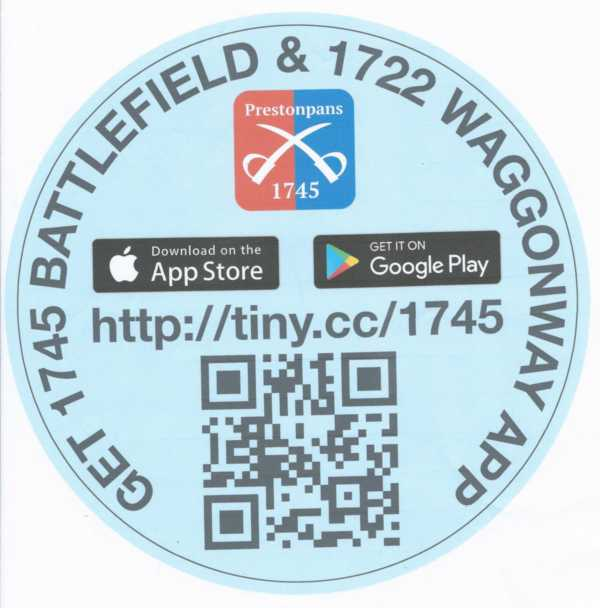 GET 1745 BATTLEFIELD & 1722 WAGGONWAY APP
Prestonpans
1745
Download on the
App Store
GET IT ON
Google Play
http://tiny.cc/1745